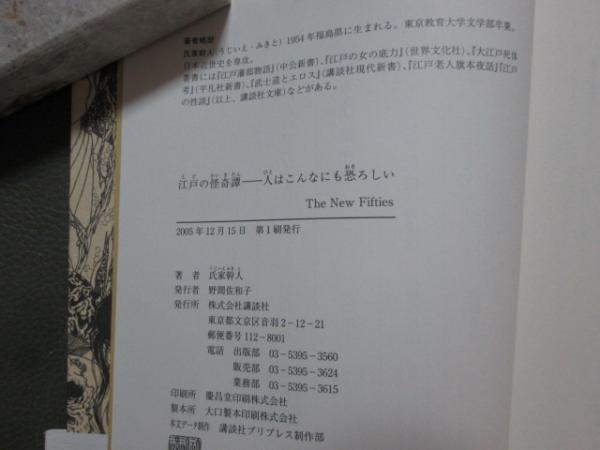 著者略歴
氏家幹人(うじいえ・みきと) 1954年福島県に生まれる。東京教育大学文学部卒業。
日本近世史を専攻。
著書には『江戸藩邸物語』(中公新書)、『江戸の女の底力』(世界文化社)、『大江戸死体
考』(平凡社新書)、『武士道とエロス』(講談社現代新書)、『江戸老人旗本夜話』『江戸
の性談』(以上、講談社文庫)などがある。
江戸の怪奇譚――人はこんなにも恐ろしい
The New Fifties
2005年12月15日 第1刷発行
著 者 氏家幹人
発行者 野間佐和子
発行所 株式会社講談社
東京都文京区音羽2-12-21
郵便番号112-8001
電話 出版部 03-5395-3560
販売部 03-5395-3624
業務部 03-5395-3615
印刷所 慶昌堂印刷株式会社
製本所 大口製本印刷株式会社
本文データ制作 講談社プリプレス制作部